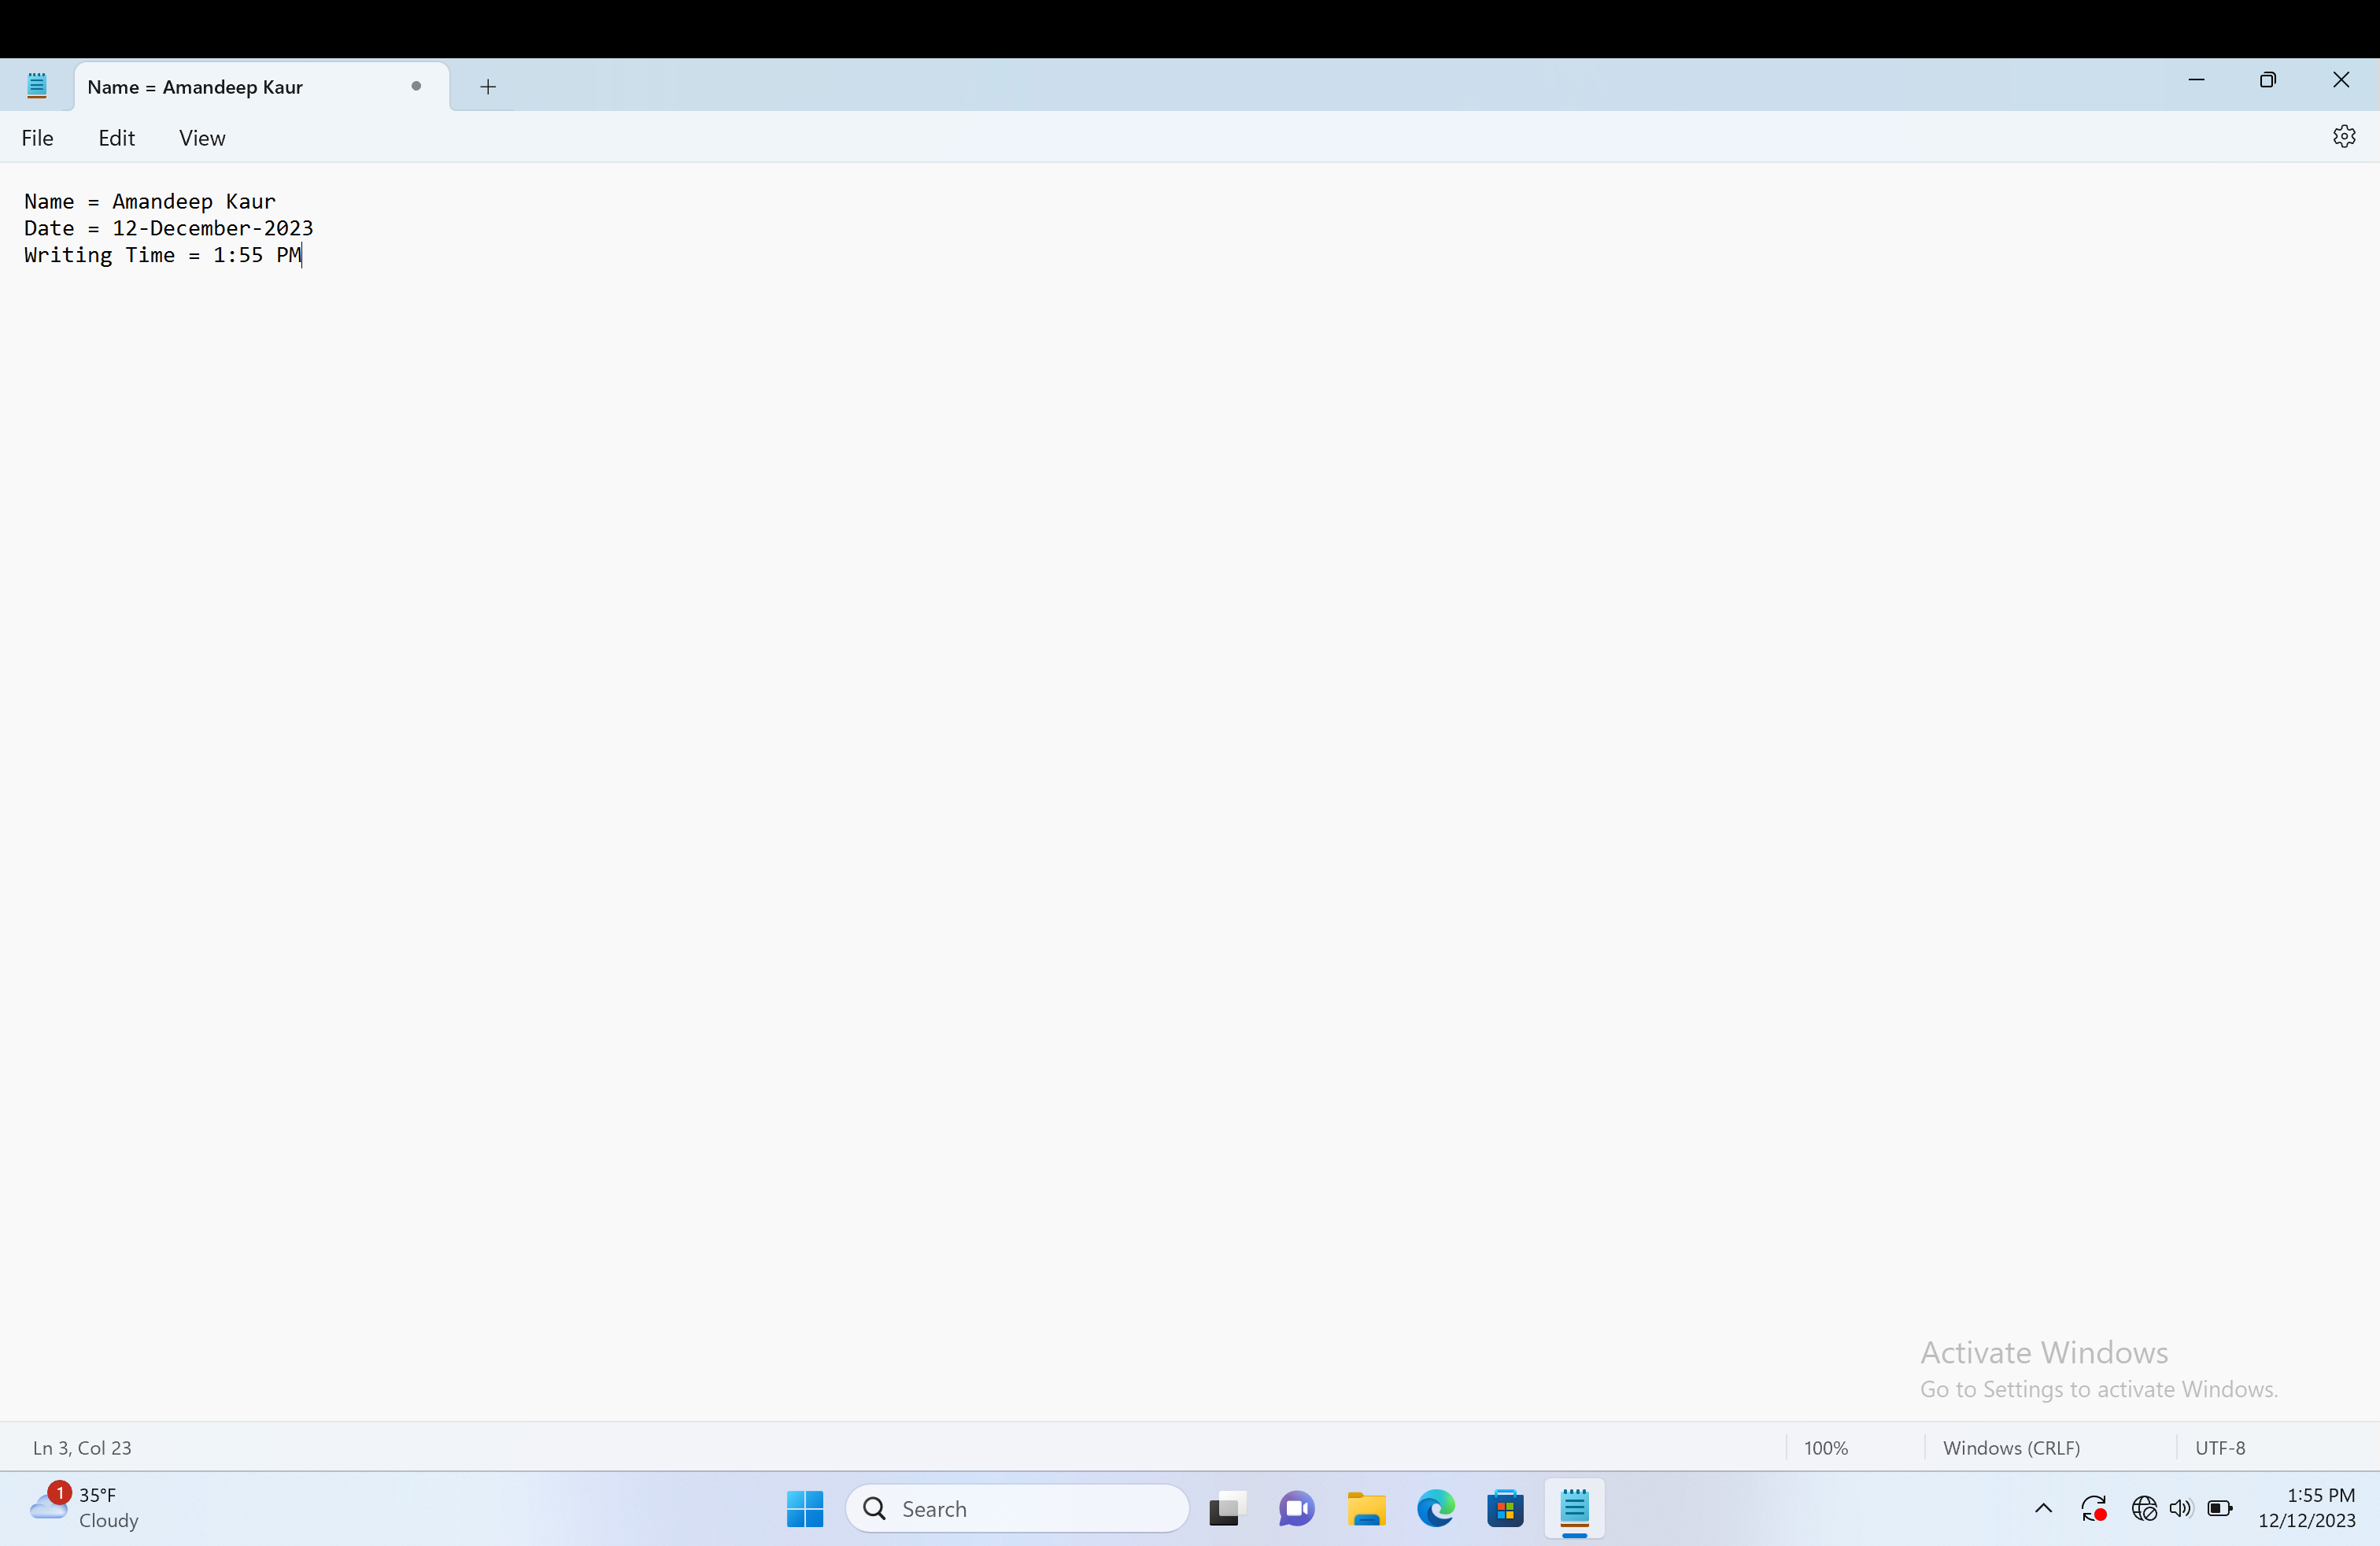 Name = Amandeep Kaur
File Edit View
Name = Amandeep Kaur
Date = 12-December-2023
Writing Time = 1:55 PM
Activate Windows
Go to Settings to activate Windows.
Ln 3, Col 23 100% Windows (CRLF) UTF-8
1 35°F
Cloudy
Search
1:55 PM
12/12/2023